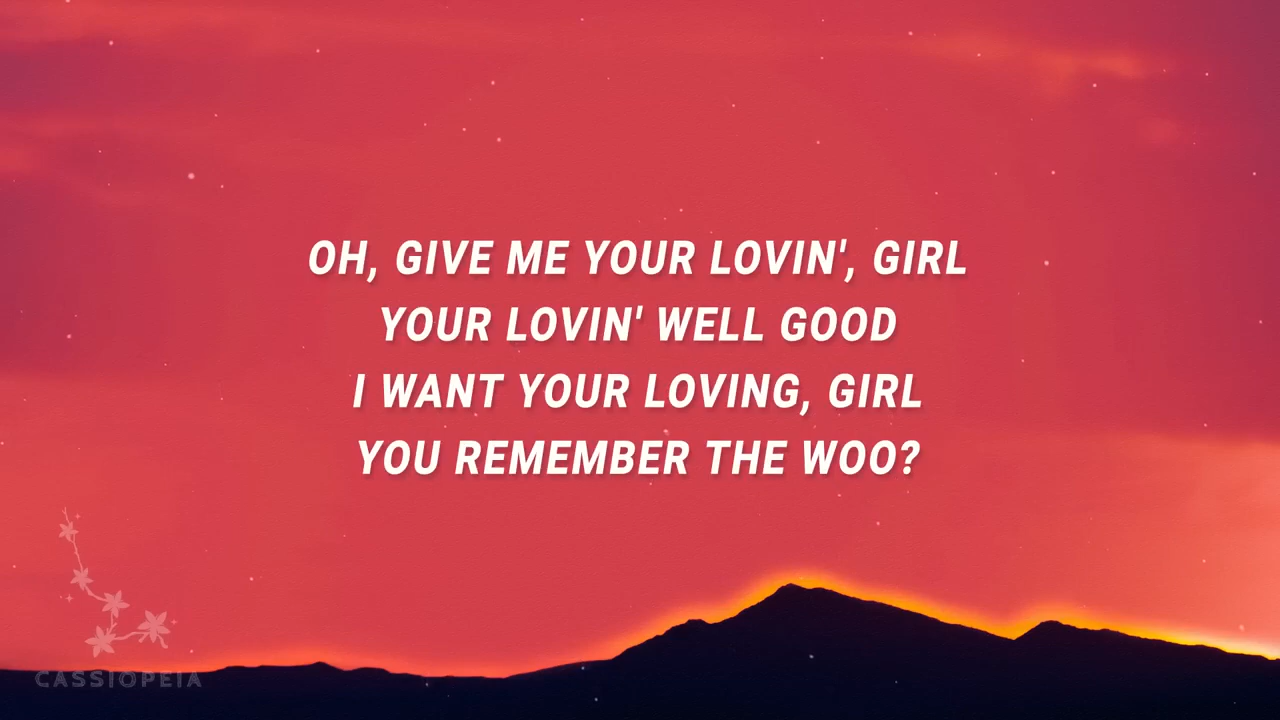 OH, GIVE ME YOUR LOVIN', GIRL
YOUR LOVIN' WELL GOOD
I WANT YOUR LOVING, GIRL
YOU REMEMBER THE WOO?
CASSIOPEIA